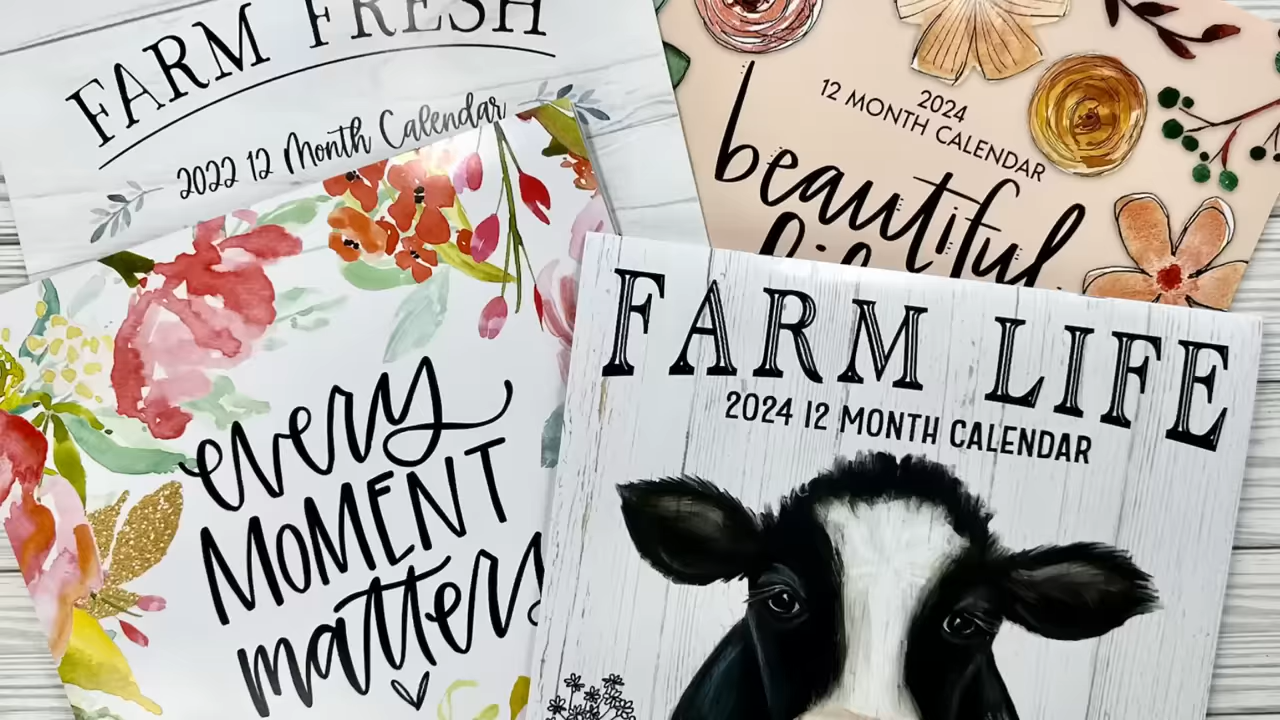 FARM FRESH
2022 12 Month Calendar
2024
12 MONTH CALENDAR
beautiful
every
MOMENT
matters
FARM LIFE
2024 12 MONTH CALENDAR